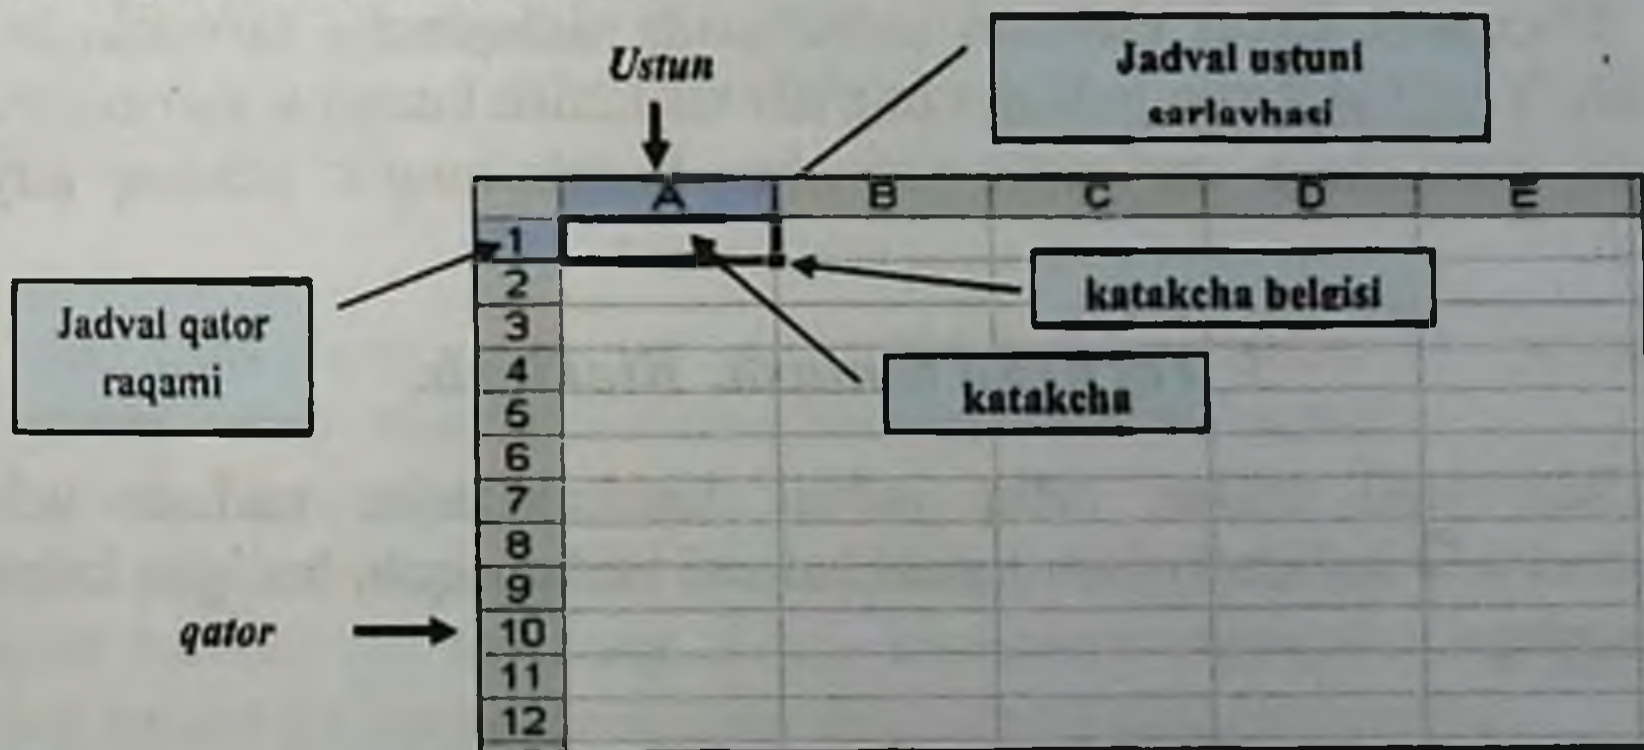 Ustun
Jadval ustuni
sarlavhasi
A B C D E
1
2
3
4
5
6
7
8
9
10
11
12
Jadval qator
raqami
katakcha belgisi
katakcha
qator